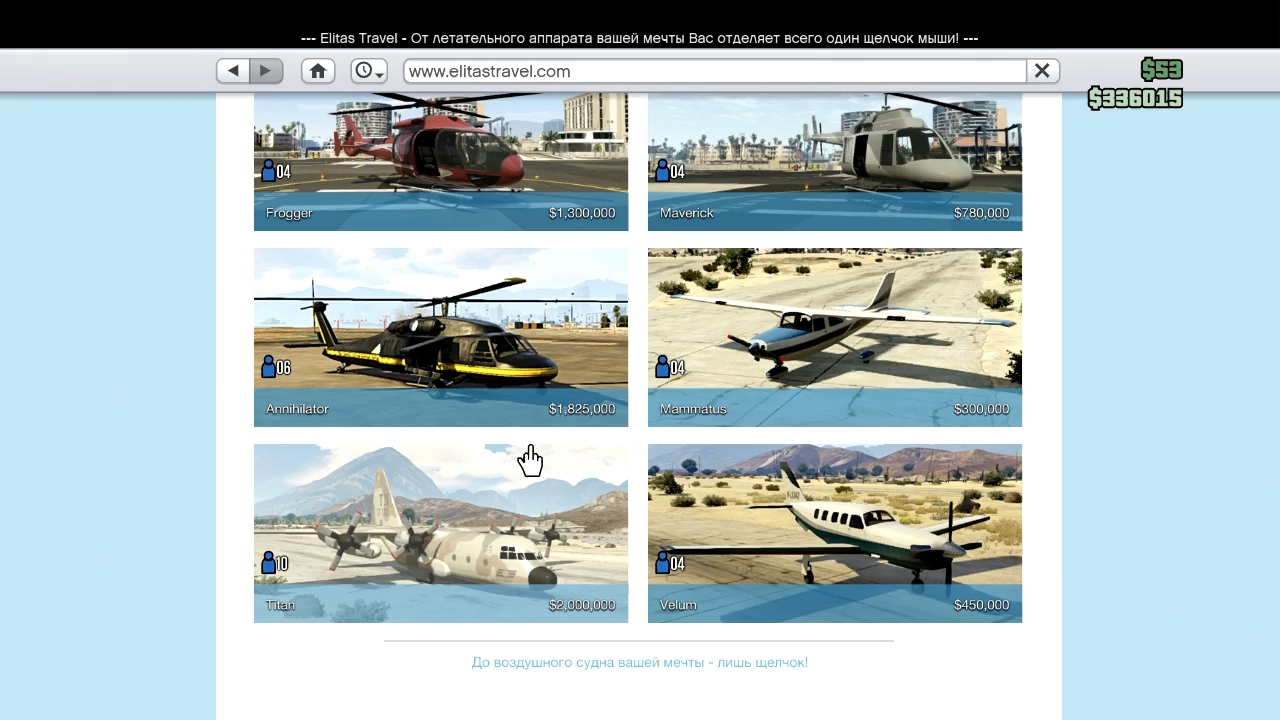 --- Elitas Travel - От летательного аппарата вашей мечты Вас отделяет всего один щелчок мыши! ---
www.elitastravel.com
$53
$336015
04
Frogger $1,300,000
04
Maverick $780,000
06
Annihilator $1,825,000
04
Mammatus $300,000
10
Titan $2,000,000
04
Velum $450,000
До воздушного судна вашей мечты - лишь щелчок!